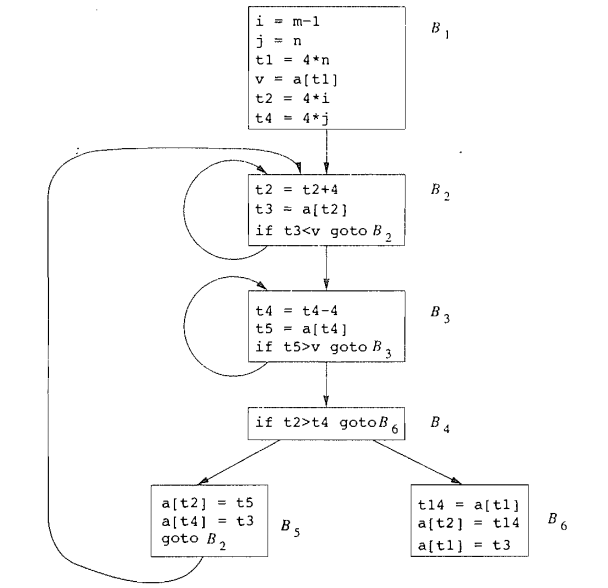 i = m-1
j = n
t1 = 4*n
v = a[t1]
t2 = 4*i
t4 = 4*j
B1
t2 = t2+4
t3 = a[t2]
if t3<v goto B2
B2
t4 = t4-4
t5 = a[t4]
if t5>v goto B3
B3
if t2>t4 goto B6
B4
a[t2] = t5
a[t4] = t3
goto B2
B5
t14 = a[t1]
a[t2] = t14
a[t1] = t3
B6